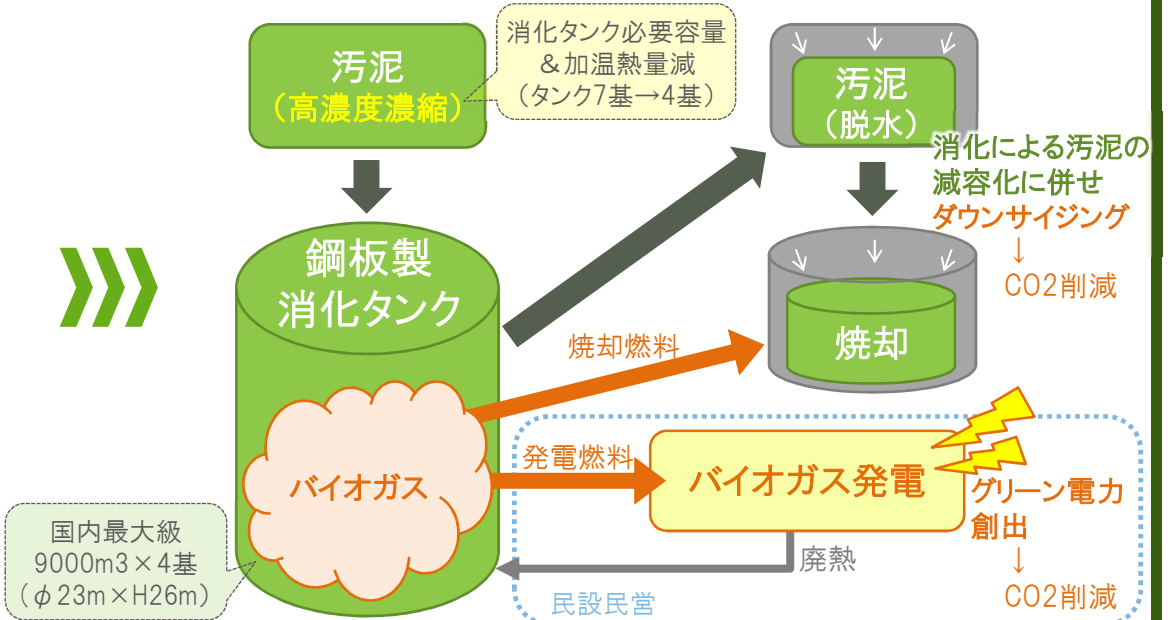 汚泥
（高濃度濃縮）
消化タンク必要容量
＆加温熱量減
（タンク7基→4基）
汚泥
（脱水）
消化による汚泥の
減容化に併せ
ダウンサイジング
↓
CO2削減
鋼板製
消化タンク
焼却燃料
焼却
バイオガス
発電燃料
バイオガス発電
グリーン電力
創出
↓
CO2削減
国内最大級
9000m3×4基
（φ23m×H26m）
廃熱
民設民営